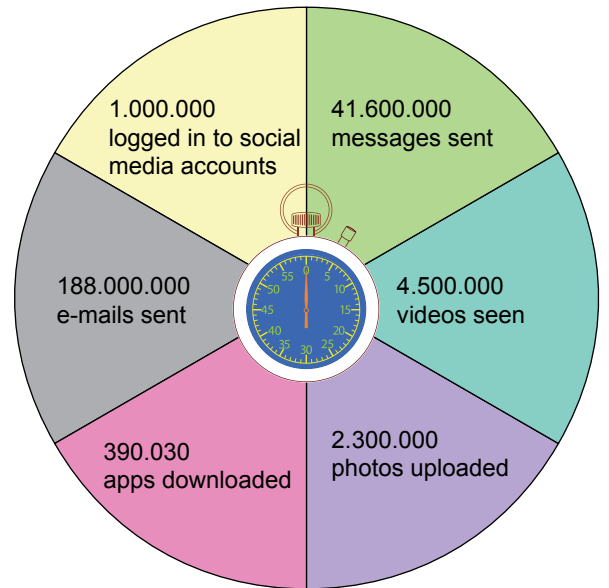 1.000.000
logged in to social
media accounts
41.600.000
messages sent
188.000.000
e-mails sent
4.500.000
videos seen
390.030
apps downloaded
2.300.000
photos uploaded
0
5
10
15
20
25
30
35
40
45
50
55